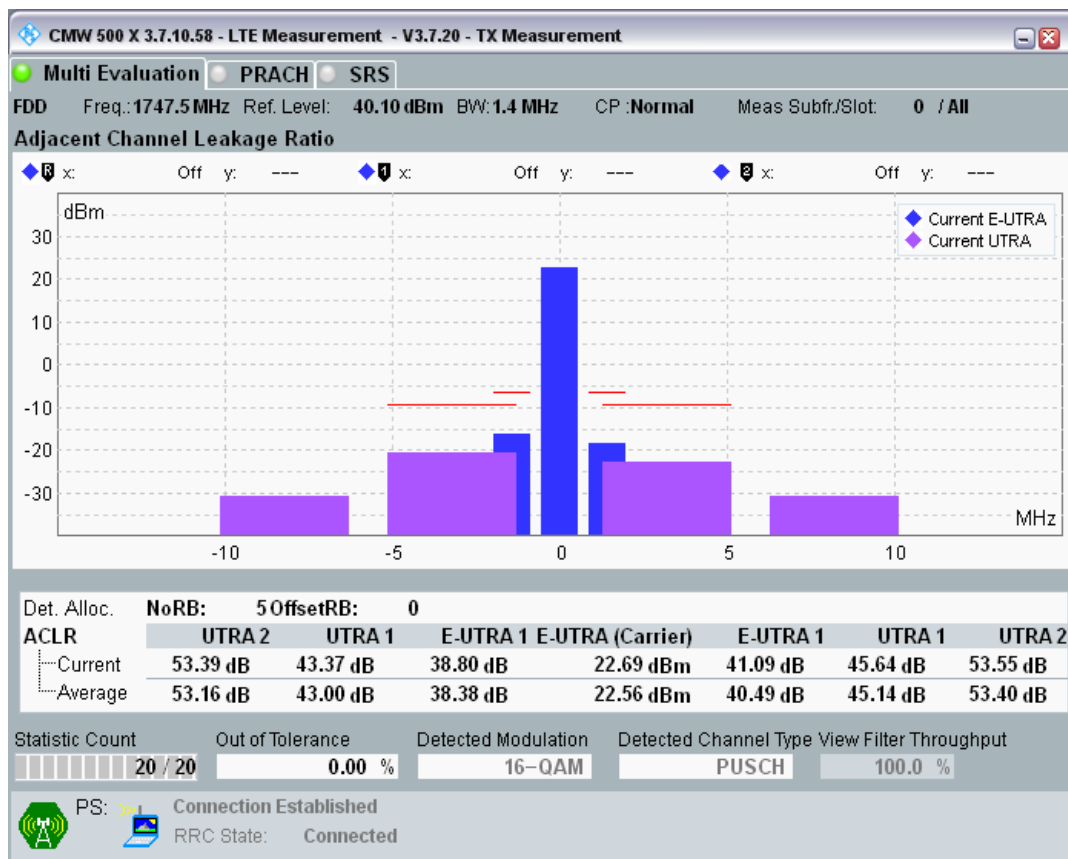 CMW 500 X 3.7.10.58 - LTE Measurement - V3.7.20 - TX Measurement
Multi Evaluation PRACH SRS
FDD Freq.:1747.5 MHz Ref. Level: 40.10 dBm BW:1.4 MHz CP :Normal Meas Subfr./Slot: 0 / All
Adjacent Channel Leakage Ratio
R x: Off y: --- 1 x: Off y: --- 2 x: Off y: ---
dBm
Current E-UTRA
Current UTRA
30
20
10
0
-10
-20
-30
MHz
-10 -5 0 5 10
Det. Alloc. NoRB: 5 OffsetRB: 0
ACLR UTRA 2 UTRA 1 E-UTRA 1 E-UTRA (Carrier) E-UTRA 1 UTRA 1 UTRA 2
Current 53.39 dB 43.37 dB 38.80 dB 22.69 dBm 41.09 dB 45.64 dB 53.55 dB
Average 53.16 dB 43.00 dB 38.38 dB 22.56 dBm 40.49 dB 45.14 dB 53.40 dB
Statistic Count Out of Tolerance Detected Modulation Detected Channel Type View Filter Throughput
20 / 20 0.00 % 16-QAM PUSCH 100.0 %
PS: Connection Established
RRC State: Connected